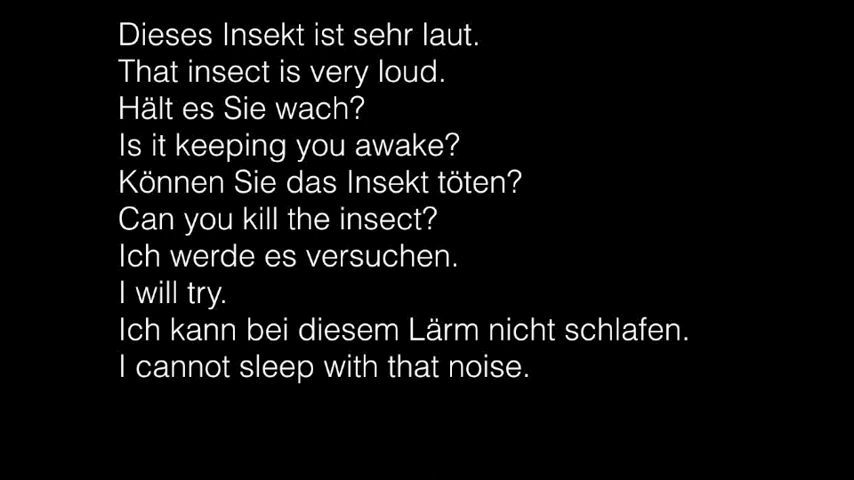 Dieses Insekt ist sehr laut.
That insect is very loud.
Hält es Sie wach?
Is it keeping you awake?
Können Sie das Insekt töten?
Can you kill the insect?
Ich werde es versuchen.
I will try.
Ich kann bei diesem Lärm nicht schlafen.
I cannot sleep with that noise.